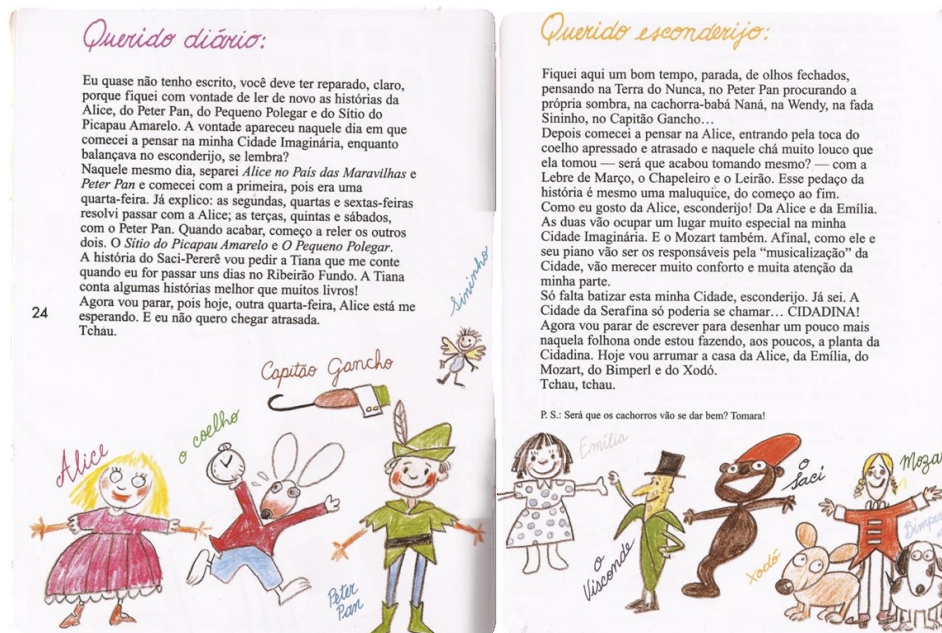 Querido diário:
Eu quase não tenho escrito, você deve ter reparado, claro,
porque fiquei com vontade de ler de novo as histórias da
Alice, do Peter Pan, do Pequeno Polegar e do Sítio do
Picapau Amarelo. A vontade apareceu naquele dia em que
comecei a pensar na minha Cidade Imaginária, enquanto
balançava no esconderijo, se lembra?
Naquele mesmo dia, separei Alice no País das Maravilhas e
Peter Pan e comecei com a primeira, pois era uma
quarta-feira. Já explico: as segundas, quartas e sextas-feiras
resolvi passar com a Alice; as terças, quintas e sábados,
com o Peter Pan. Quando acabar, começo a reler os outros
dois. O Sítio do Picapau Amarelo e O Pequeno Polegar.
A história do Saci-Pererê vou pedir a Tiana que me conte
quando eu for passar uns dias no Ribeirão Fundo. A Tiana
conta algumas histórias melhor que muitos livros!
Agora vou parar, pois hoje, outra quarta-feira, Alice está me
esperando. E eu não quero chegar atrasada.
Tchau.
24
Sininho
Capitão Gancho
Alice
o coelho
Peter
Pan
Querido esconderijo:
Fiquei aqui um bom tempo, parada, de olhos fechados,
pensando na Terra do Nunca, no Peter Pan procurando a
própria sombra, na cachorra-babá Naná, na Wendy, na fada
Sininho, no Capitão Gancho...
Depois comecei a pensar na Alice, entrando pela toca do
coelho apressado e atrasado e naquele chá muito louco que
ela tomou — será que acabou tomando mesmo? — com a
Lebre de Março, o Chapeleiro e o Leirão. Esse pedaço da
história é mesmo uma maluquice, do começo ao fim.
Como eu gosto da Alice, esconderijo! Da Alice e da Emília.
As duas vão ocupar um lugar muito especial na minha
Cidade Imaginária. E o Mozart também. Afinal, como ele e
seu piano vão ser os responsáveis pela “musicalização” da
Cidade, vão merecer muito conforto e muita atenção da
minha parte.
Só falta batizar esta minha Cidade, esconderijo. Já sei. A
Cidade da Serafina só poderia se chamar... CIDADINA!
Agora vou parar de escrever para desenhar um pouco mais
naquela folhona onde estou fazendo, aos poucos, a planta da
Cidadina. Hoje vou arrumar a casa da Alice, da Emília, do
Mozart, do Bimperl e do Xodó.
Tchau, tchau.
P. S.: Será que os cachorros vão se dar bem? Tomara!
Emília
o
Visconde
o
Saci
Xodó
Mozar
Bimper